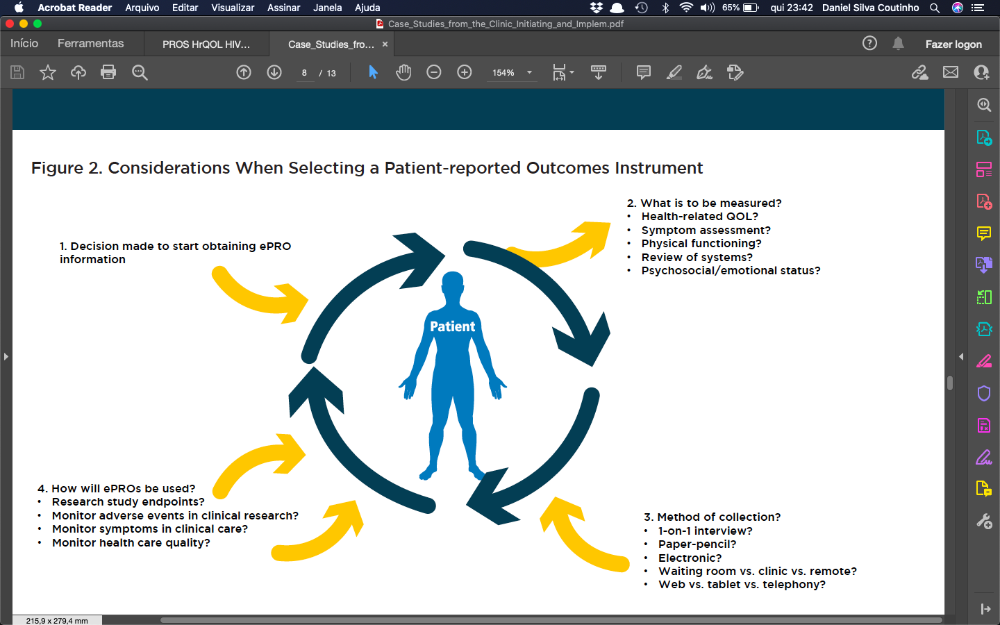 Acrobat Reader Arquivo Editar Visualizar Assinar Janela Ajuda 65% qui 23:42 Daniel Silva Coutinho
Case_Studies_from_the_Clinic_Initiating_and_Implem.pdf
Início Ferramentas PROS HrQOL HIV... Case_Studies_fro... × ? Fazer logon
8 / 13 154%
Figure 2. Considerations When Selecting a Patient-reported Outcomes Instrument
1. Decision made to start obtaining ePRO
information
2. What is to be measured?
• Health-related QOL?
• Symptom assessment?
• Physical functioning?
• Review of systems?
• Psychosocial/emotional status?
Patient
4. How will ePROs be used?
• Research study endpoints?
• Monitor adverse events in clinical research?
• Monitor symptoms in clinical care?
• Monitor health care quality?
3. Method of collection?
• 1-on-1 interview?
• Paper-pencil?
• Electronic?
• Waiting room vs. clinic vs. remote?
• Web vs. tablet vs. telephony?
215,9 x 279,4 mm